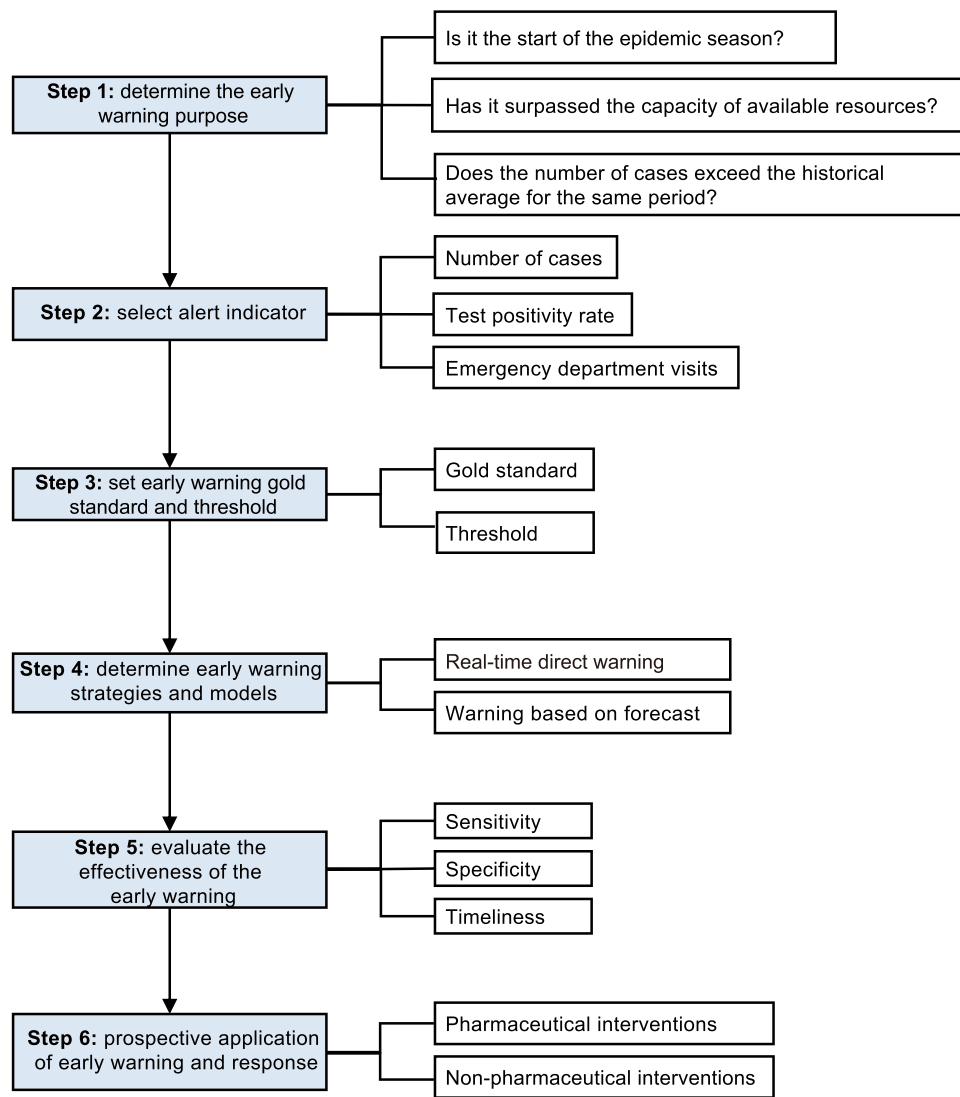 Is it the start of the epidemic season?
Step 1: determine the early
warning purpose
Has it surpassed the capacity of available resources?
Does the number of cases exceed the historical
average for the same period?
Number of cases
Step 2: select alert indicator
Test positivity rate
Emergency department visits
Step 3: set early warning gold
standard and threshold
Gold standard
Threshold
Step 4: determine early warning
strategies and models
Real-time direct warning
Warning based on forecast
Step 5: evaluate the
effectiveness of the
early warning
Sensitivity
Specificity
Timeliness
Step 6: prospective application
of early warning and response
Pharmaceutical interventions
Non-pharmaceutical interventions